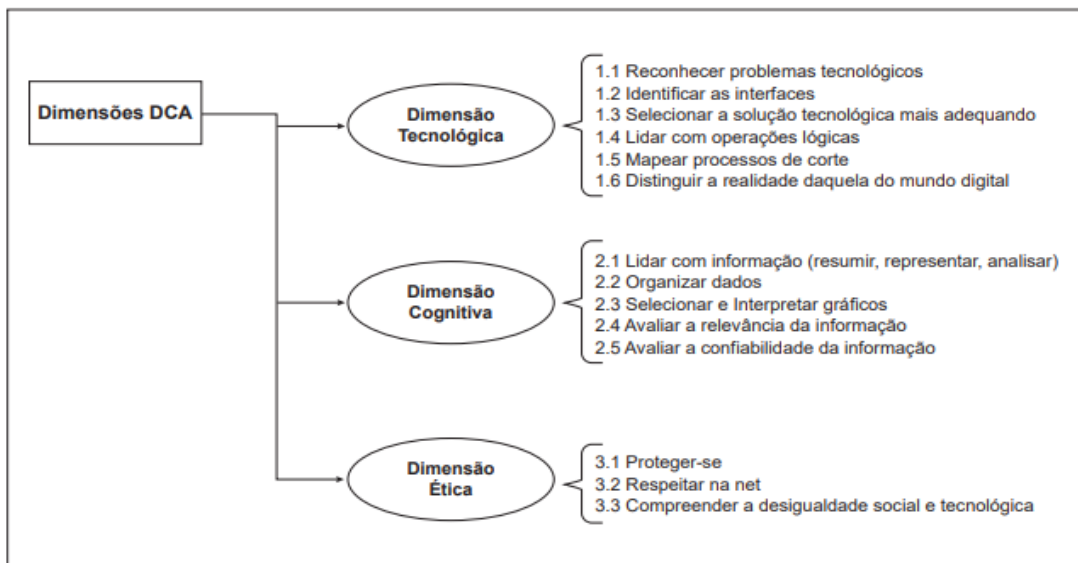 Dimensões DCA
Dimensão
Tecnológica
1.1 Reconhecer problemas tecnológicos
1.2 Identificar as interfaces
1.3 Selecionar a solução tecnológica mais adequando
1.4 Lidar com operações lógicas
1.5 Mapear processos de corte
1.6 Distinguir a realidade daquela do mundo digital
Dimensão
Cognitiva
2.1 Lidar com informação (resumir, representar, analisar)
2.2 Organizar dados
2.3 Selecionar e Interpretar gráficos
2.4 Avaliar a relevância da informação
2.5 Avaliar a confiabilidade da informação
Dimensão
Ética
3.1 Proteger-se
3.2 Respeitar na net
3.3 Compreender a desigualdade social e tecnológica